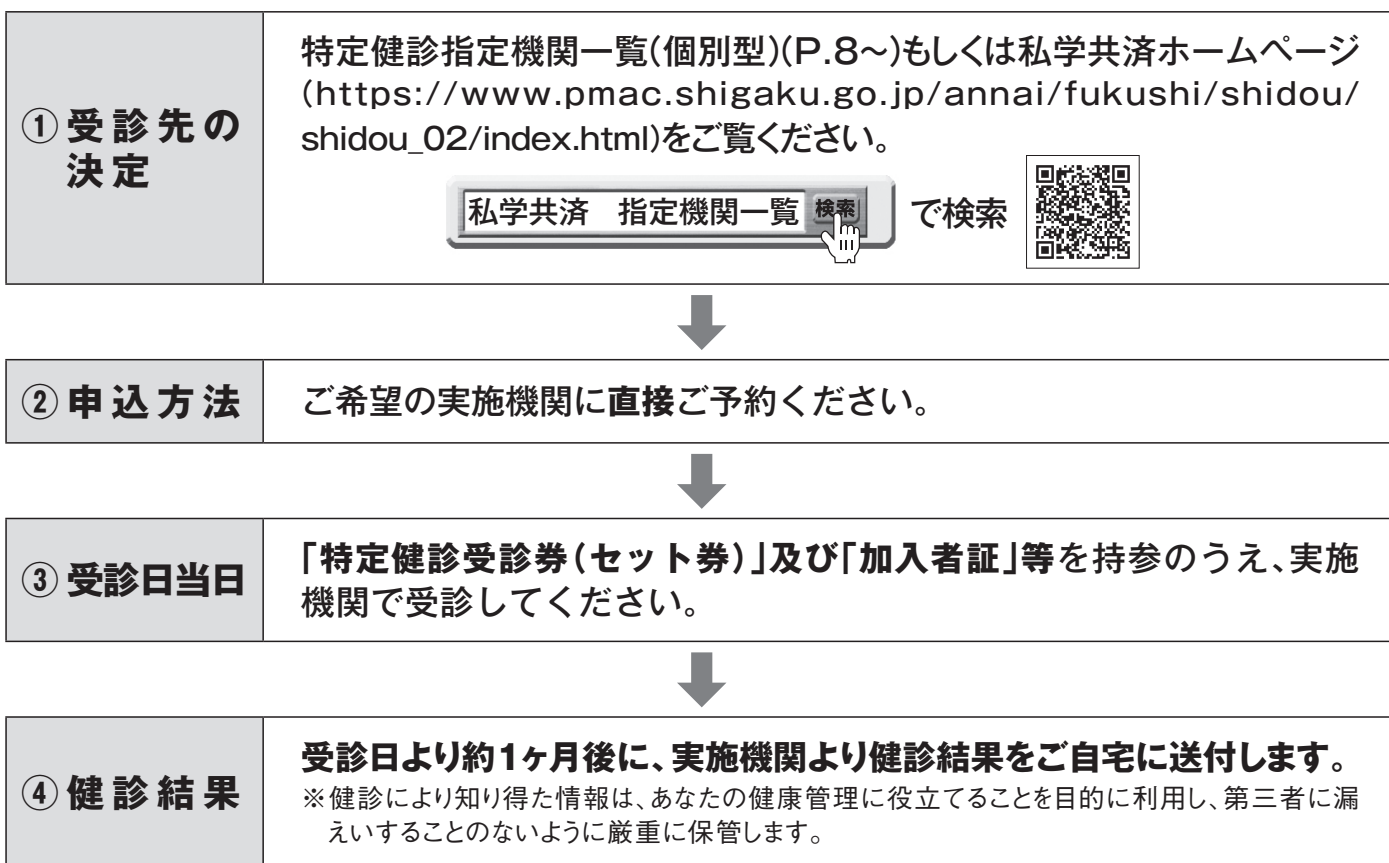 ①受診先の
決定
特定健診指定機関一覧(個別型)(P.8~)もしくは私学共済ホームページ
(https://www.pmac.shigaku.go.jp/annai/fukushi/shidou/
shidou_02/index.html)をご覧ください。
私学共済　指定機関一覧 検索 で検索
②申込方法
ご希望の実施機関に直接ご予約ください。
③受診日当日
「特定健診受診券(セット券)」及び「加入者証」等を持参のうえ、実施
機関で受診してください。
④健診結果
受診日より約1ヶ月後に、実施機関より健診結果をご自宅に送付します。
※健診により知り得た情報は、あなたの健康管理に役立てることを目的に利用し、第三者に漏
えいすることのないように厳重に保管します。